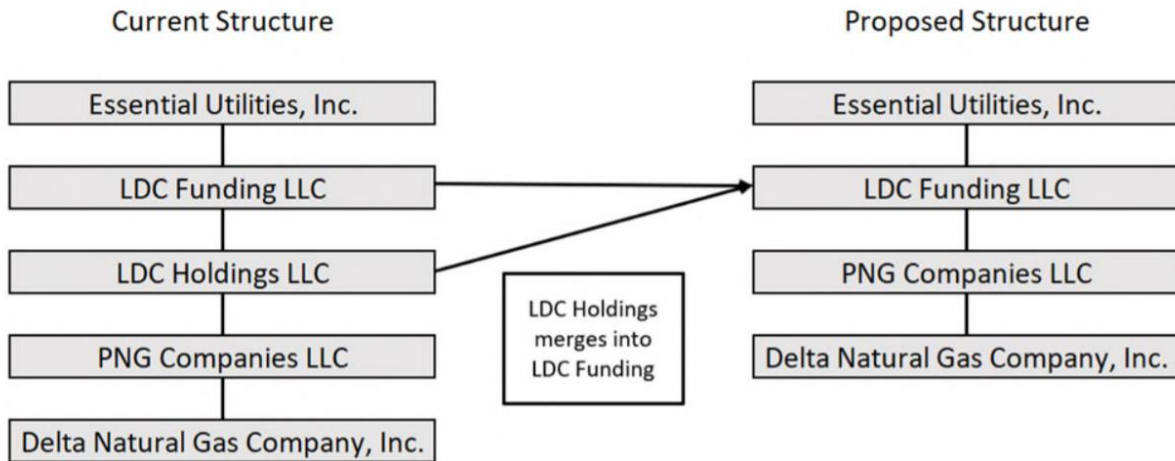 Current Structure
Essential Utilities, Inc.
LDC Funding LLC
LDC Holdings LLC
PNG Companies LLC
Delta Natural Gas Company, Inc.
LDC Holdings
merges into
LDC Funding
Proposed Structure
Essential Utilities, Inc.
LDC Funding LLC
PNG Companies LLC
Delta Natural Gas Company, Inc.